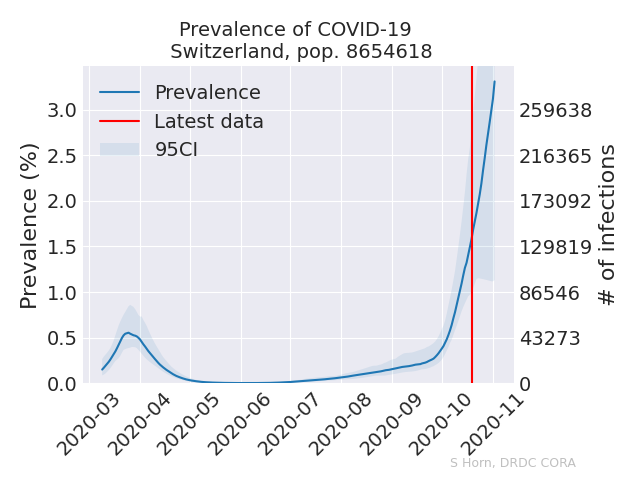 Prevalence of COVID-19
Switzerland, pop. 8654618
Prevalence
Latest data
95CI
Prevalence (%)
3.0
2.5
2.0
1.5
1.0
0.5
0.0
259638
216365
173092
129819
86546
43273
0
# of infections
2020-03
2020-04
2020-05
2020-06
2020-07
2020-08
2020-09
2020-10
2020-11
S Horn, DRDC CORA